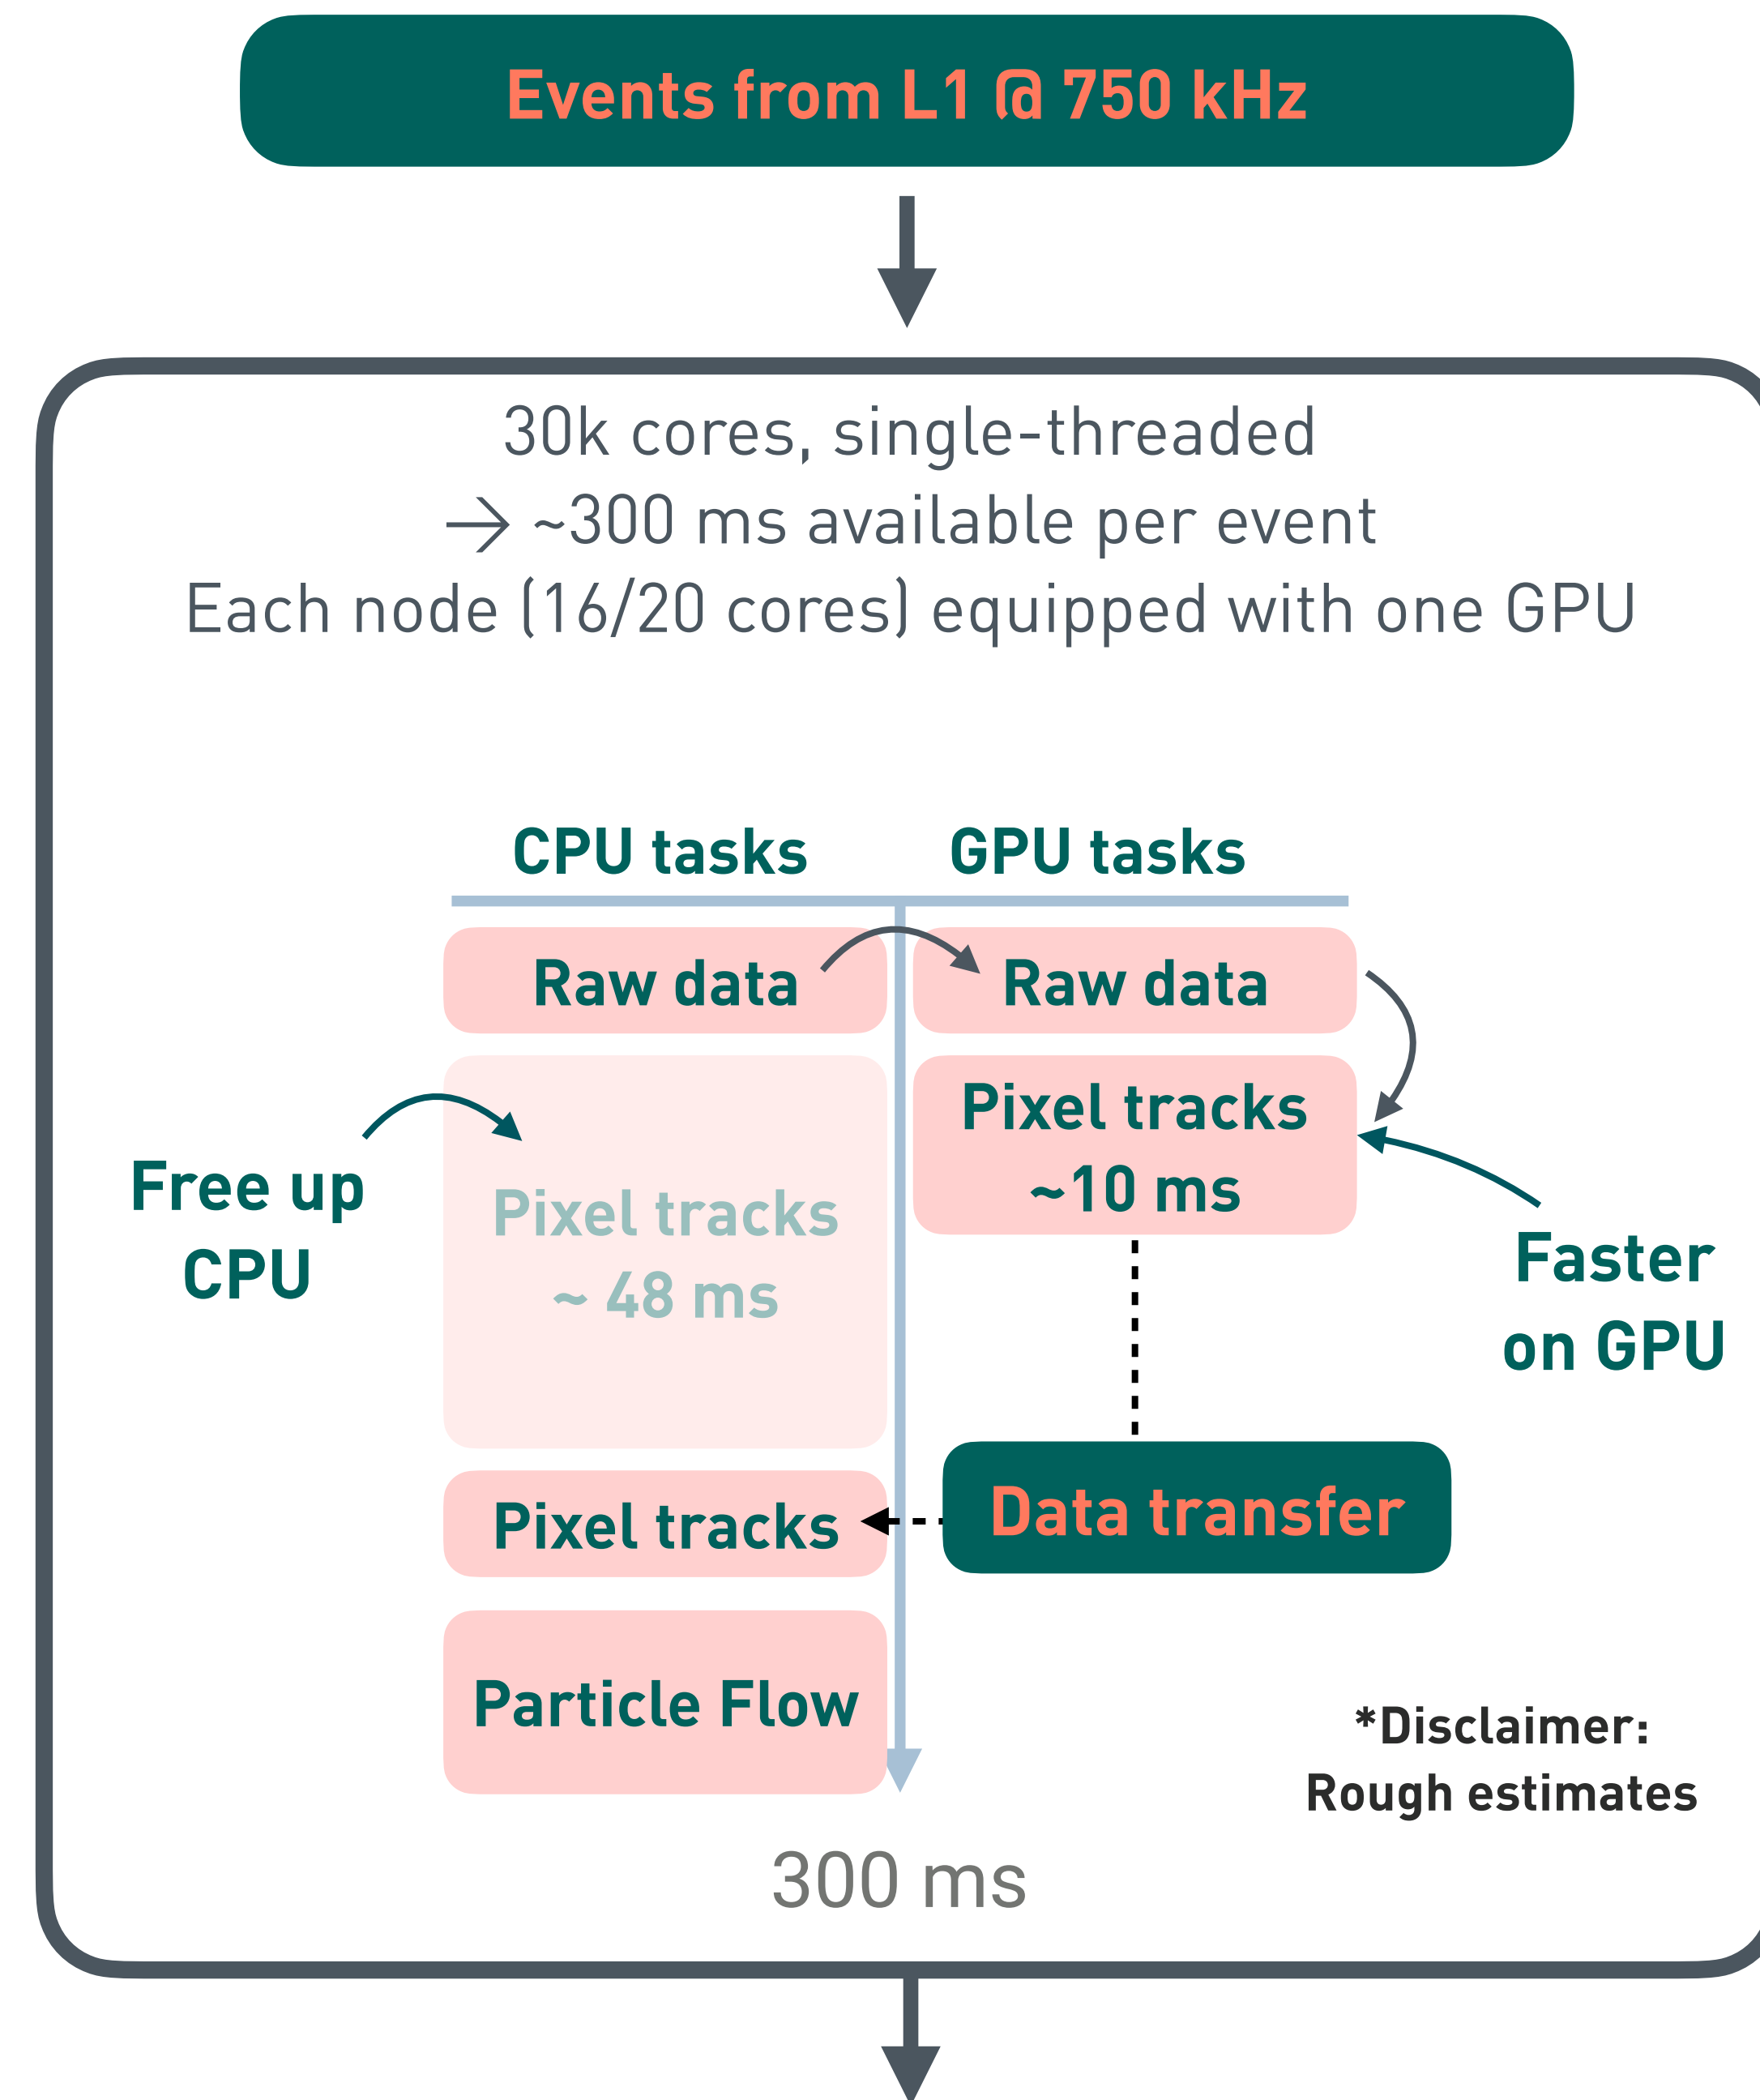 Events from L1 @ 750 kHz
30k cores, single-threaded
→ ~300 ms available per event
Each node (16/20 cores) equipped with one GPU
CPU tasks
GPU tasks
Raw data
Raw data
Pixel tracks
~10 ms
Free up
CPU
Pixel tracks
~ 48 ms
Faster
on GPU
Pixel tracks
Data transfer
Particle Flow
*Disclaimer:
Rough estimates
300 ms